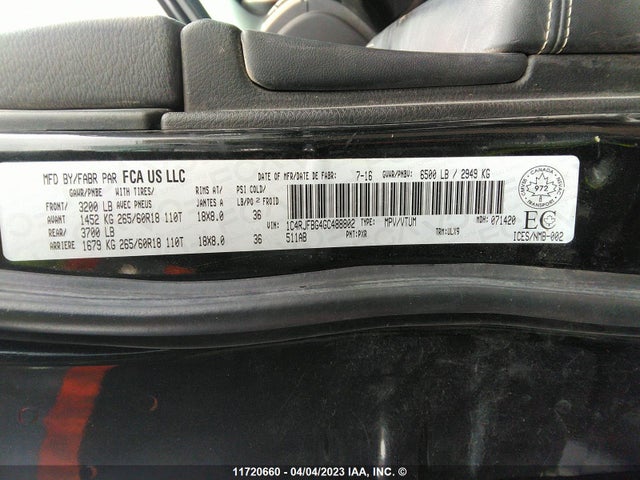 MFD BY/FABR PAR FCA US LLC DATE OF MFR/DATE DE FABR: 7-16 GVWR/PNBV: 6500 LB / 2949 KG
GAWR/PNBE WITH TIRES/ RIMS AT/ PSI COLD/
FRONT/ 3200 LB AVEC PNEUS JANTES A LB/PO² FROID
AVANT 1452 KG 265/60R18 110T 18X8.0 36
REAR/ 3700 LB
ARRIERE 1679 KG 265/60R18 110T 18X8.0 36
VIN: 1C4RJFBG4GC488802 TYPE: MPV/VTUM MDH: 071420
511AB PNT: PXR TRM: ULX9
CANADA
972
EC
ICES/NMB-002
11720660 - 04/04/2023 IAA, Inc. ©